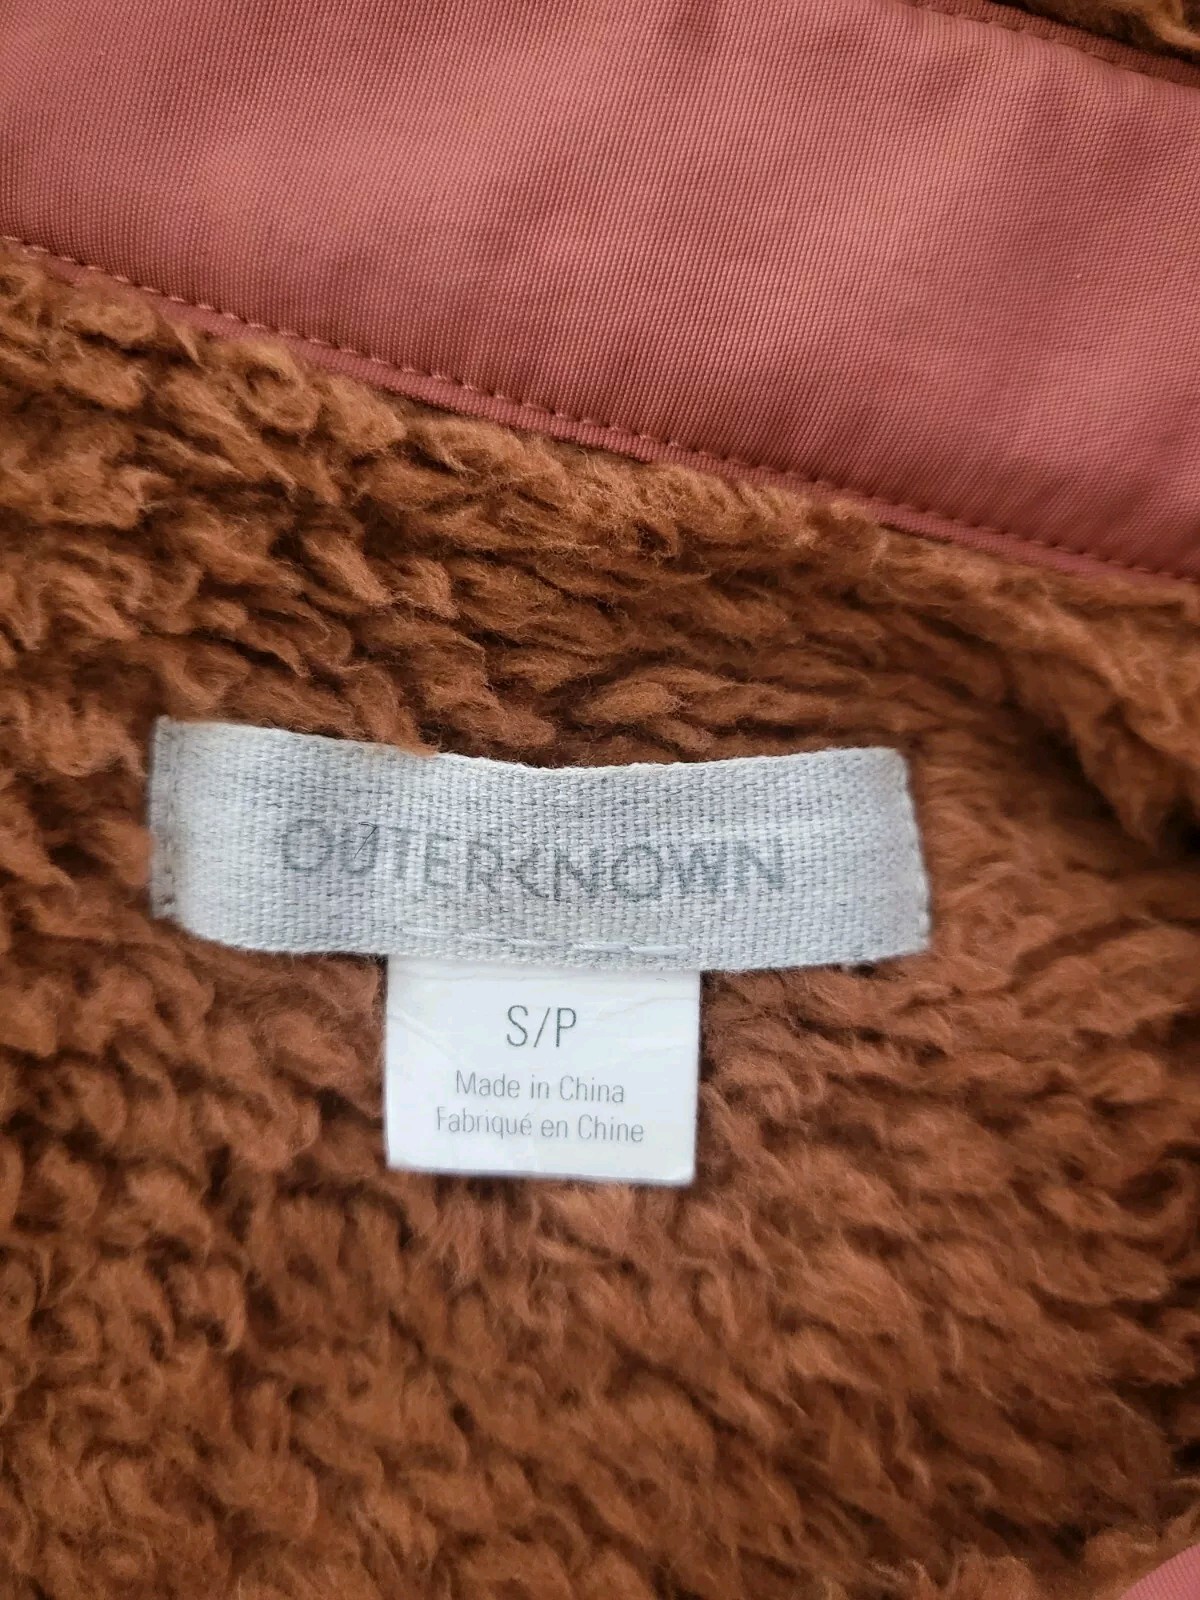 OUTERKNOWN
S/P
Made in China
Fabriqué en Chine